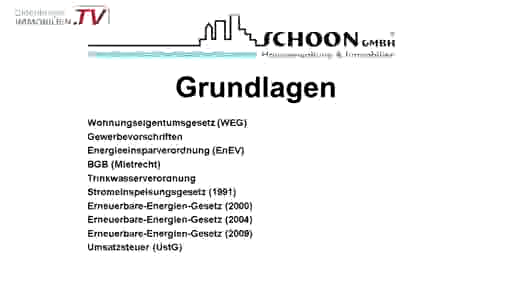 Oldenburger
IMMOBILIEN.TV
SCHOON GMBH®
Hausverwaltung & Immobilien
Grundlagen
Wohnungseigentumsgesetz (WEG)
Gewerbevorschriften
Energieeinsparverordnung (EnEV)
BGB (Mietrecht)
Trinkwasserverordnung
Stromeinspeisungsgesetz (1991)
Erneuerbare-Energien-Gesetz (2000)
Erneuerbare-Energien-Gesetz (2004)
Erneuerbare-Energien-Gesetz (2009)
Umsatzsteuer (UstG)